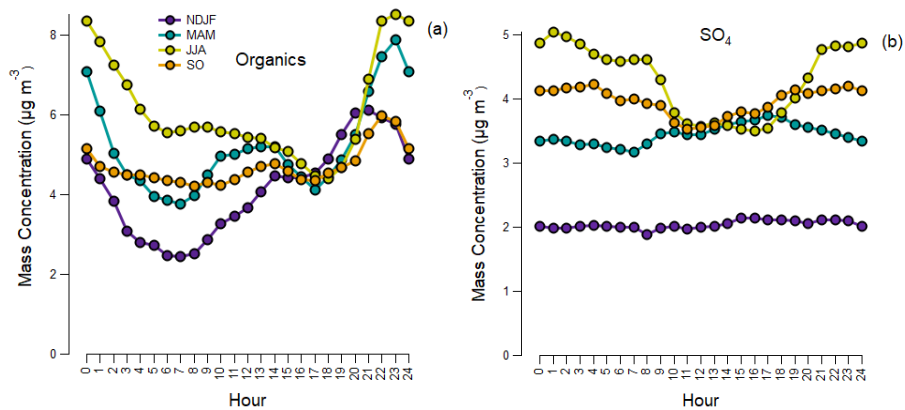 NDJF
MAM
JJA
SO
(a)
Organics
Mass Concentration (µg m⁻³)
8
6
4
2
0
0 1 2 3 4 5 6 7 8 9 10 11 12 13 14 15 16 17 18 19 20 21 22 23 24
Hour
SO₄
(b)
Mass Concentration (µg m⁻³)
5
4
3
2
1
0
0 1 2 3 4 5 6 7 8 9 10 11 12 13 14 15 16 17 18 19 20 21 22 23 24
Hour